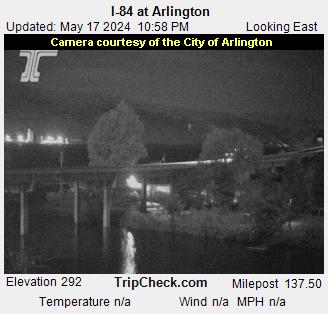 I-84 at Arlington
Updated: May 17 2024 10:58 PM Looking East
Camera courtesy of the City of Arlington
Elevation 292 TripCheck.com Milepost 137.50
Temperature n/a Wind n/a MPH n/a